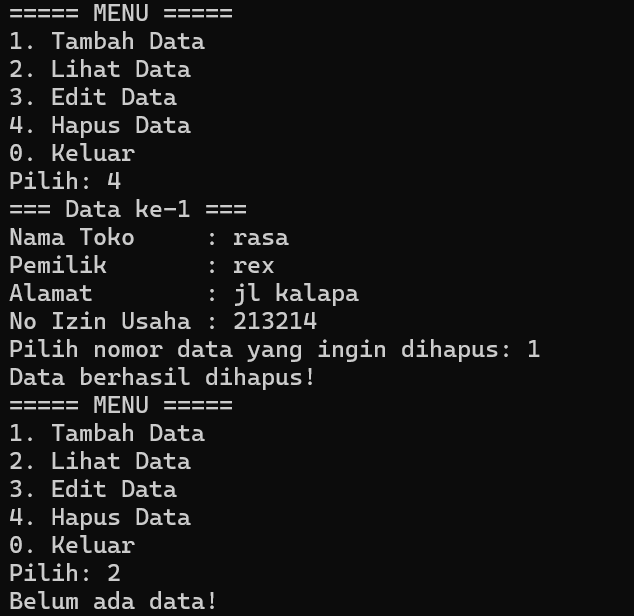 ===== MENU =====
1. Tambah Data
2. Lihat Data
3. Edit Data
4. Hapus Data
0. Keluar
Pilih: 4
=== Data ke-1 ===
Nama Toko     : rasa
Pemilik       : rex
Alamat        : jl kalapa
No Izin Usaha : 213214
Pilih nomor data yang ingin dihapus: 1
Data berhasil dihapus!
===== MENU =====
1. Tambah Data
2. Lihat Data
3. Edit Data
4. Hapus Data
0. Keluar
Pilih: 2
Belum ada data!